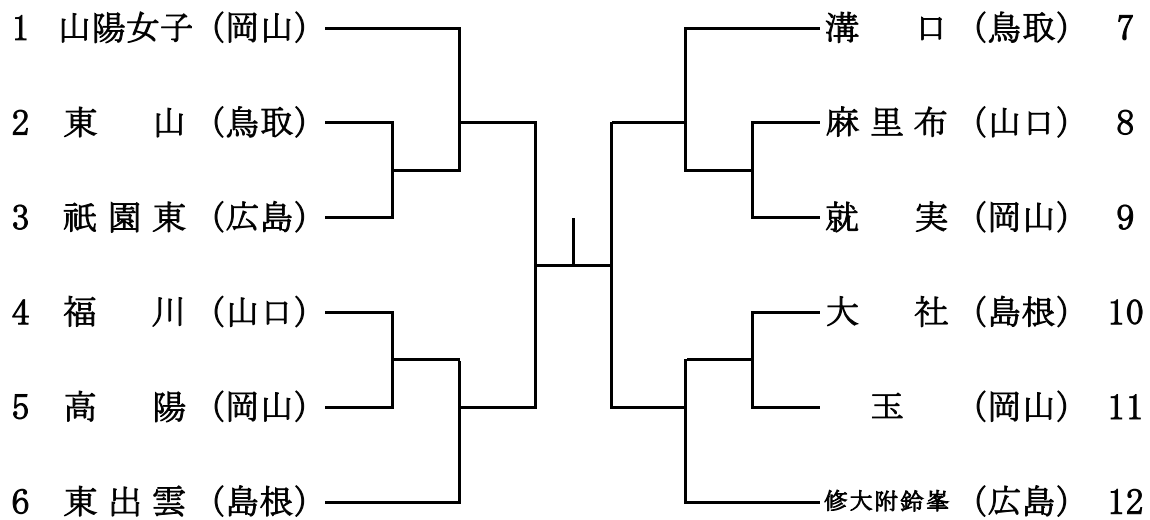 1 山陽女子 (岡山)
2 東山 (鳥取)
3 祇園東 (広島)
4 福川 (山口)
5 高陽 (岡山)
6 東出雲 (島根)
溝口 (鳥取) 7
麻里布 (山口) 8
就実 (岡山) 9
大社 (島根) 10
玉 (岡山) 11
修大附鈴峯 (広島) 12